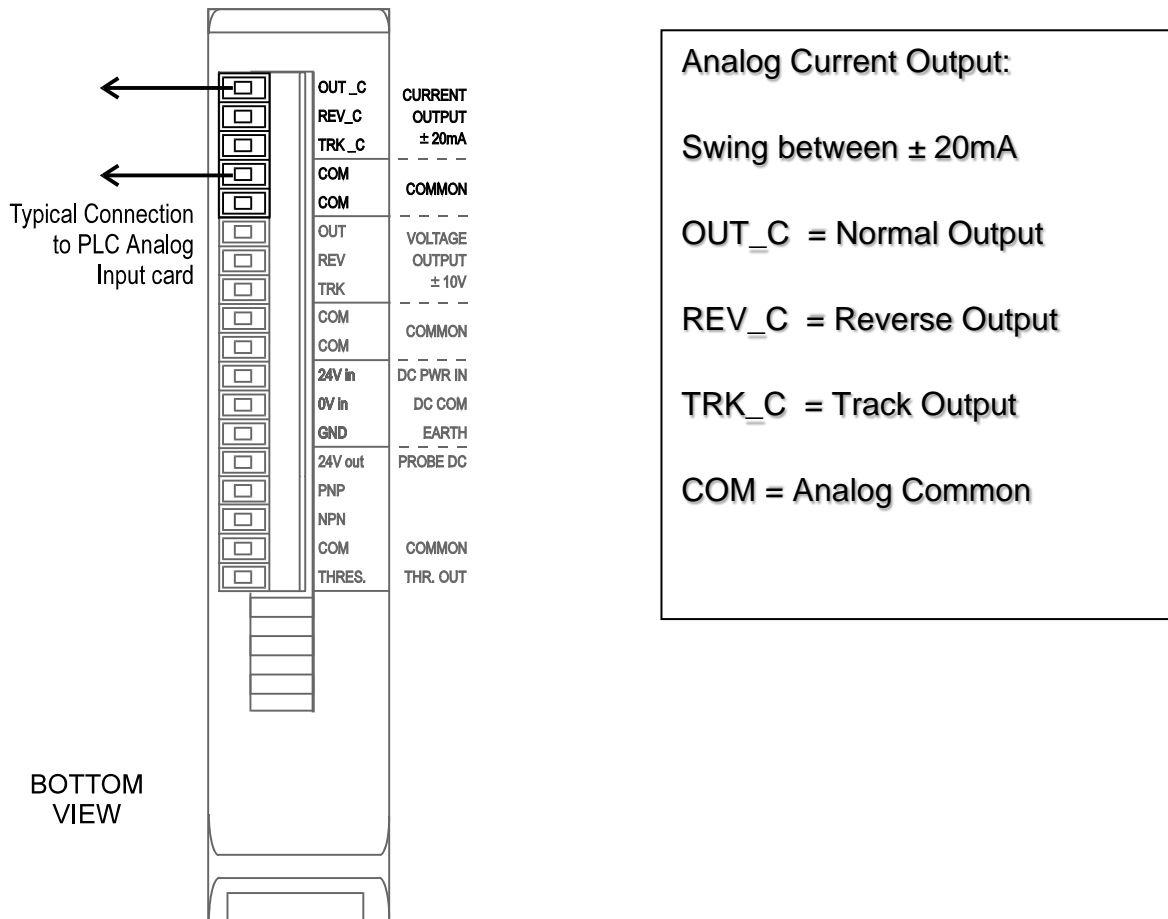 OUT_C
REV_C
TRK_C
CURRENT
OUTPUT
± 20mA
COM
COM
COMMON
OUT
REV
TRK
VOLTAGE
OUTPUT
± 10V
COM
COM
COMMON
24V in DC PWR IN
0V in DC COM
GND EARTH
24V out PROBE DC
PNP
NPN
COM COMMON
THRES. THR. OUT
Typical Connection
to PLC Analog
Input card
BOTTOM
VIEW
Analog Current Output:
Swing between ± 20mA
OUT_C = Normal Output
REV_C = Reverse Output
TRK_C = Track Output
COM = Analog Common